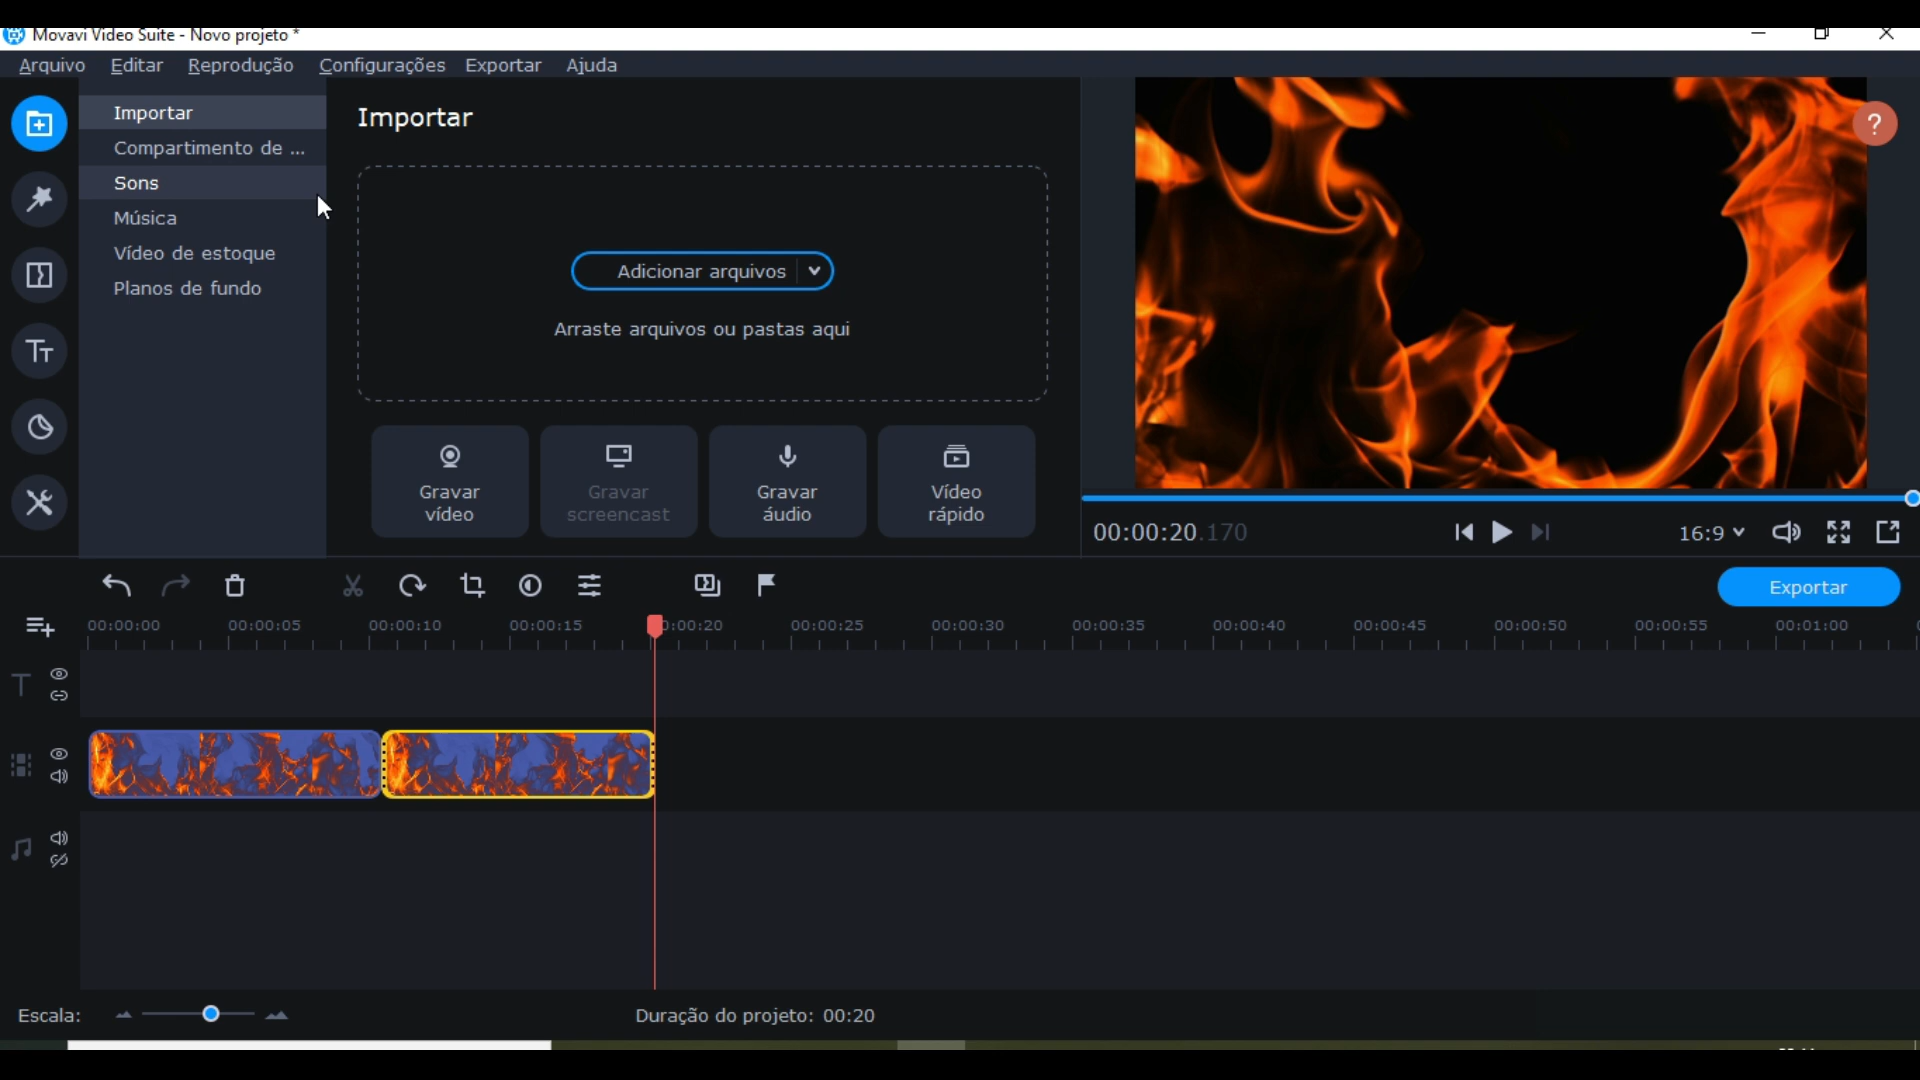 Movavi Video Suite - Novo projeto *
Arquivo Editar Reprodução Configurações Exportar Ajuda
Importar
Compartimento de ...
Sons
Música
Vídeo de estoque
Planos de fundo
Importar
Adicionar arquivos
Arraste arquivos ou pastas aqui
Gravar
vídeo
Gravar
screencast
Gravar
áudio
Vídeo
rápido
?
00:00:20.170
16:9
Exportar
00:00:00 00:00:05 00:00:10 00:00:15 0:00:20 00:00:25 00:00:30 00:00:35 00:00:40 00:00:45 00:00:50 00:00:55 00:01:00
Escala:
Duração do projeto: 00:20